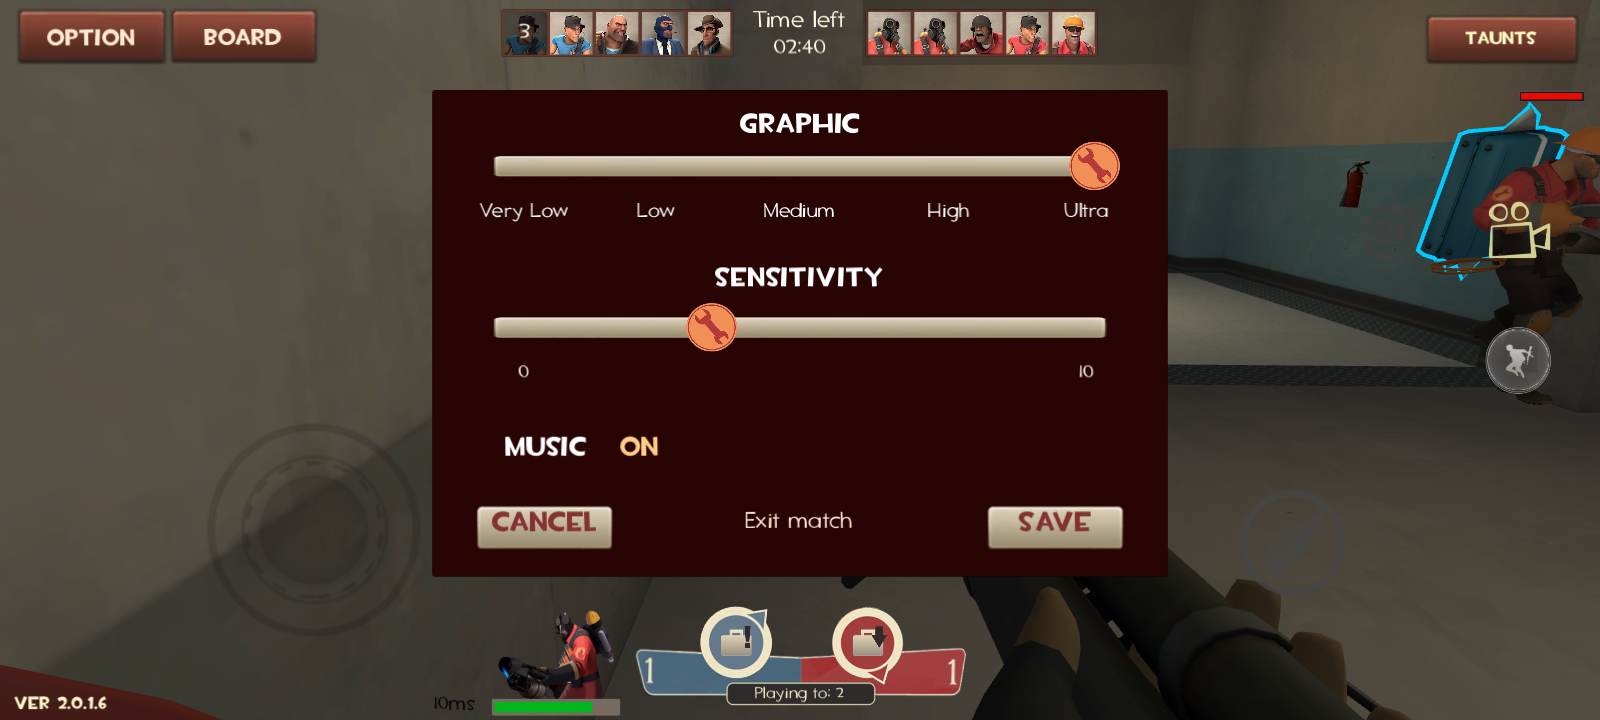 OPTION
BOARD
3
Time left
02:40
TAUNTS
GRAPHIC
Very Low
Low
Medium
High
Ultra
SENSITIVITY
0
10
MUSIC ON
CANCEL
Exit match
SAVE
1
!
1
Playing to: 2
VER 2.0.1.6
10ms